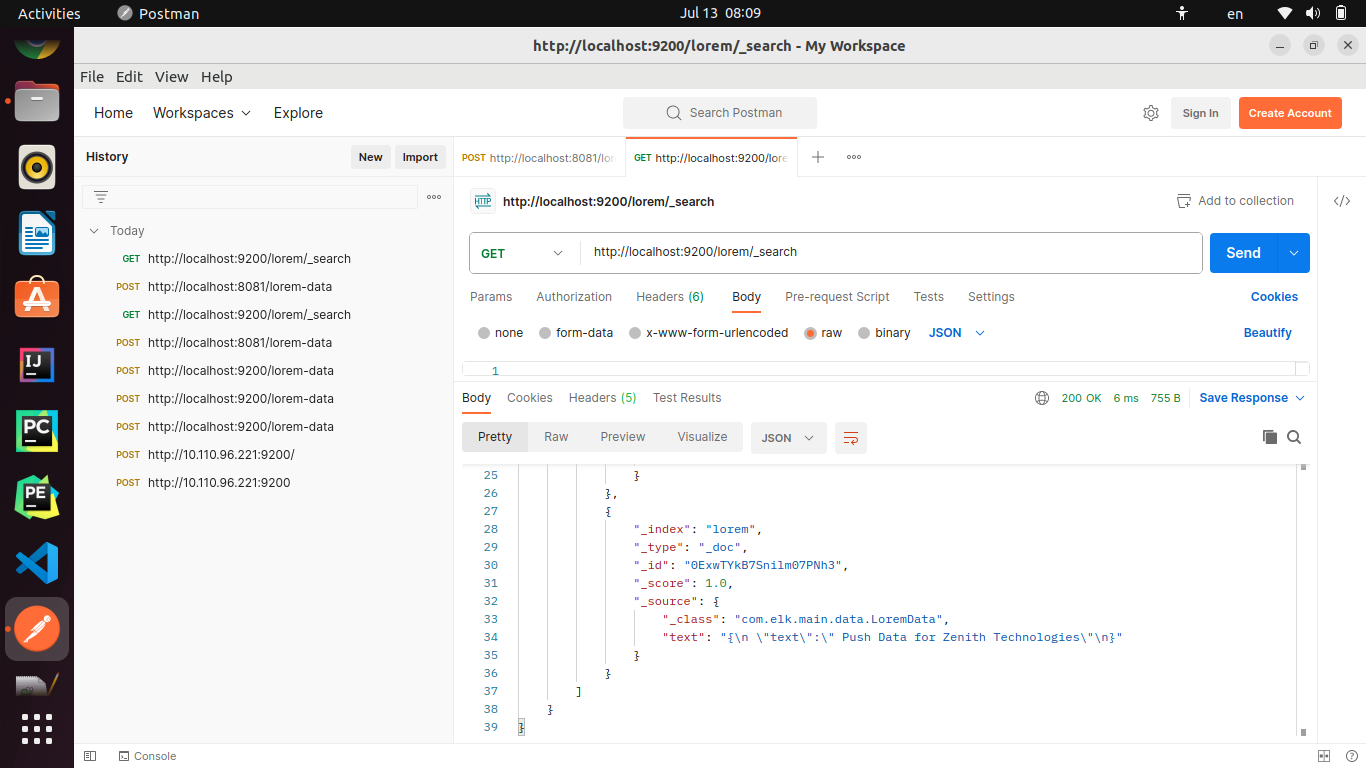 Activities Postman Jul 13 08:09 en
http://localhost:9200/lorem/_search - My Workspace
File Edit View Help
Home Workspaces Explore Search Postman Sign In Create Account
History New Import
POST http://localhost:8081/lor GET http://localhost:9200/lore
HTTP http://localhost:9200/lorem/_search Add to collection
Today
GET http://localhost:9200/lorem/_search
POST http://localhost:8081/lorem-data
GET http://localhost:9200/lorem/_search
POST http://localhost:8081/lorem-data
POST http://localhost:9200/lorem-data
POST http://localhost:9200/lorem-data
POST http://localhost:9200/lorem-data
POST http://10.110.96.221:9200/
POST http://10.110.96.221:9200
GET http://localhost:9200/lorem/_search Send
Params Authorization Headers (6) Body Pre-request Script Tests Settings Cookies
none form-data x-www-form-urlencoded raw binary JSON Beautify
1
Body Cookies Headers (5) Test Results 200 OK 6 ms 755 B Save Response
Pretty Raw Preview Visualize JSON
25 }
26 },
27 {
28 "_index": "lorem",
29 "_type": "_doc",
30 "_id": "0ExwTYkB7Snilm07PNh3",
31 "_score": 1.0,
32 "_source": {
33 "_class": "com.elk.main.data.LoremData",
34 "text": "{\n \"text\":\" Push Data for Zenith Technologies\"\n}"
35 }
36 }
37 ]
38 }
39 }
IJ
PC
PE
Console